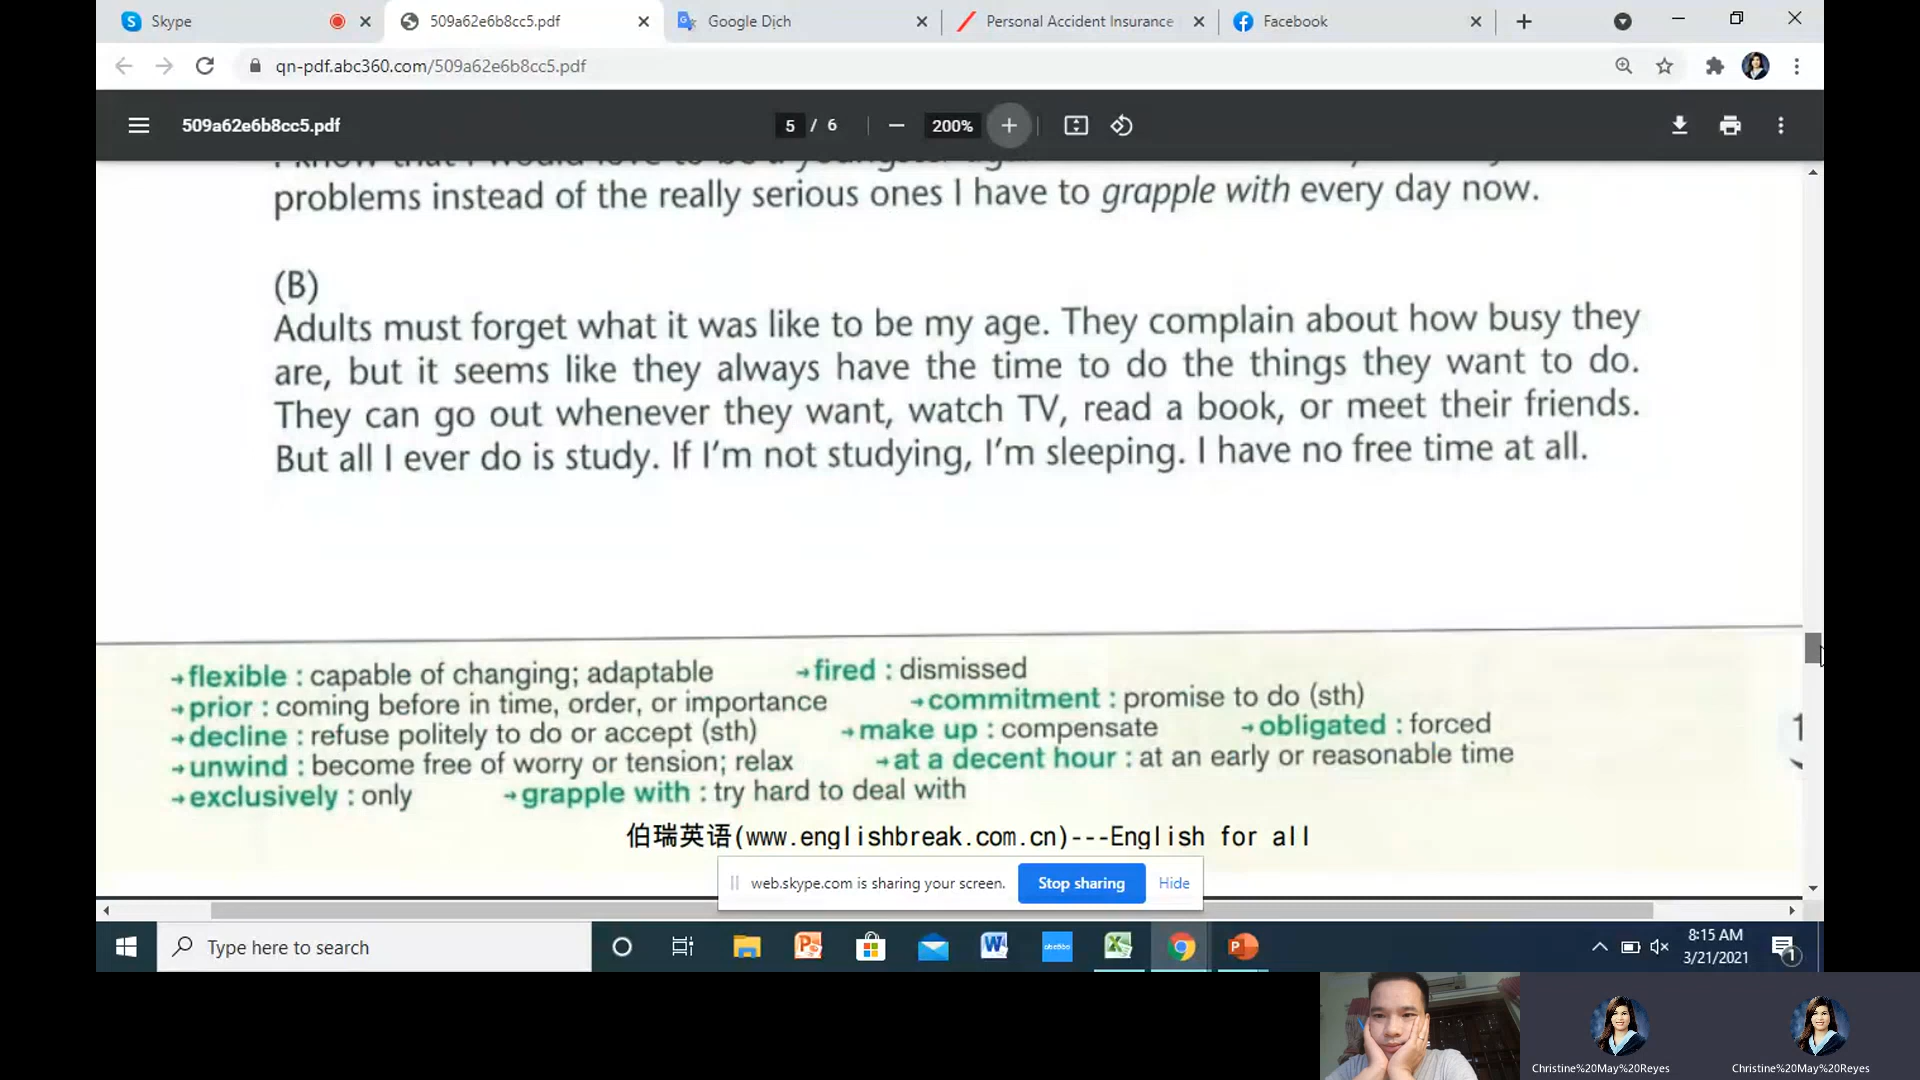 Skype
509a62e6b8cc5.pdf
Google Dịch
Personal Accident Insurance
Facebook
qn-pdf.abc360.com/509a62e6b8cc5.pdf
509a62e6b8cc5.pdf
5 / 6
200%
problems instead of the really serious ones I have to grapple with every day now.
(B)
Adults must forget what it was like to be my age. They complain about how busy they
are, but it seems like they always have the time to do the things they want to do.
They can go out whenever they want, watch TV, read a book, or meet their friends.
But all I ever do is study. If I'm not studying, I'm sleeping. I have no free time at all.
→flexible : capable of changing; adaptable →fired : dismissed
→prior : coming before in time, order, or importance →commitment : promise to do (sth)
→decline : refuse politely to do or accept (sth) →make up : compensate →obligated : forced
→unwind : become free of worry or tension; relax →at a decent hour : at an early or reasonable time
→exclusively : only →grapple with : try hard to deal with
伯瑞英语(www.englishbreak.com.cn)---English for all
web.skype.com is sharing your screen. Stop sharing Hide
Type here to search
8:15 AM
3/21/2021
1
Christine%20May%20Reyes
Christine%20May%20Reyes